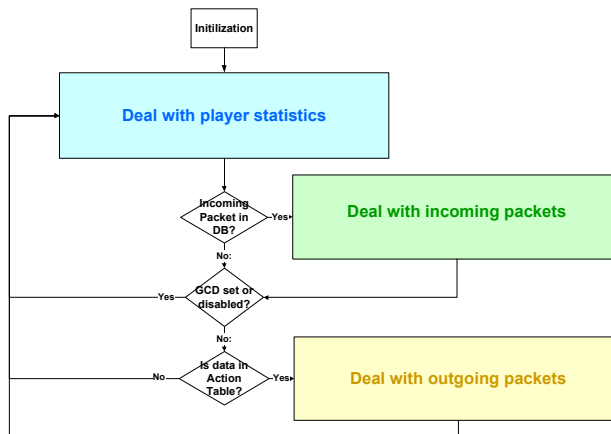 Initilization
Deal with player statistics
Incoming
Packet in
DB?
Yes
Deal with incoming packets
No:
Yes
GCD set or
disabled?
No:
No
Is data in
Action
Table?
Yes
Deal with outgoing packets